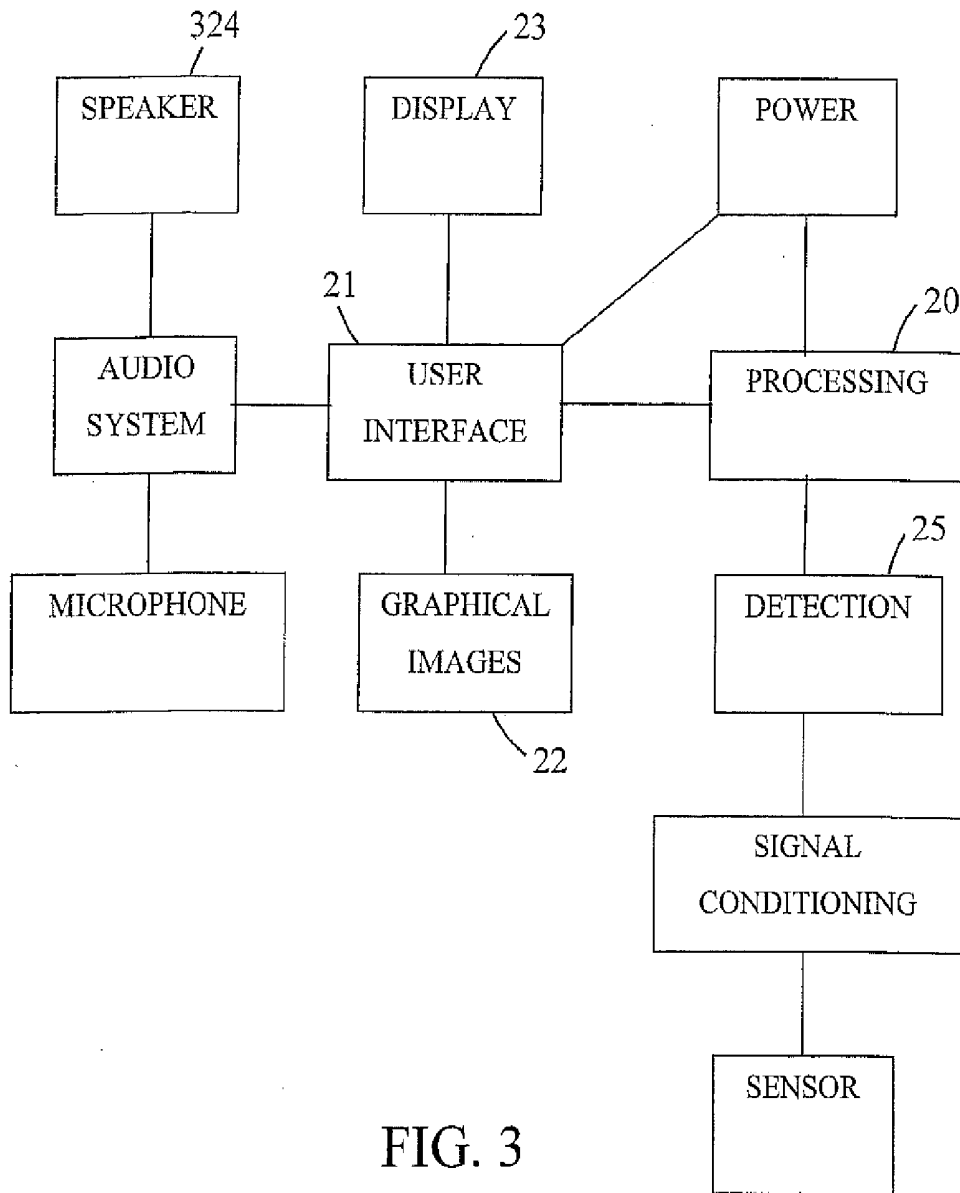 324
23
SPEAKER
DISPLAY
POWER
21
20
AUDIO
SYSTEM
USER
INTERFACE
PROCESSING
25
MICROPHONE
GRAPHICAL
IMAGES
DETECTION
22
SIGNAL
CONDITIONING
SENSOR
FIG. 3